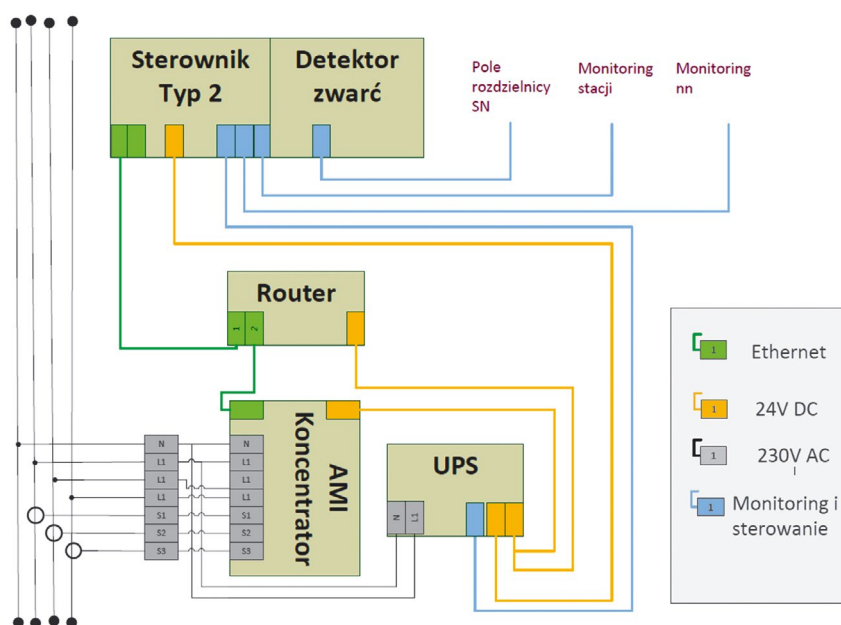 Sterownik
Typ 2
Detektor
zwarć
Pole
rozdzielnicy
SN
Monitoring
stacji
Monitoring
nn
Router
1
2
AMI
Koncentrator
N
L1
L1
L1
S1
S2
S3
N
L1
L1
L1
S1
S2
S3
UPS
N
L1
1
Ethernet
1
24V DC
1
230V AC
1
Monitoring i
sterowanie